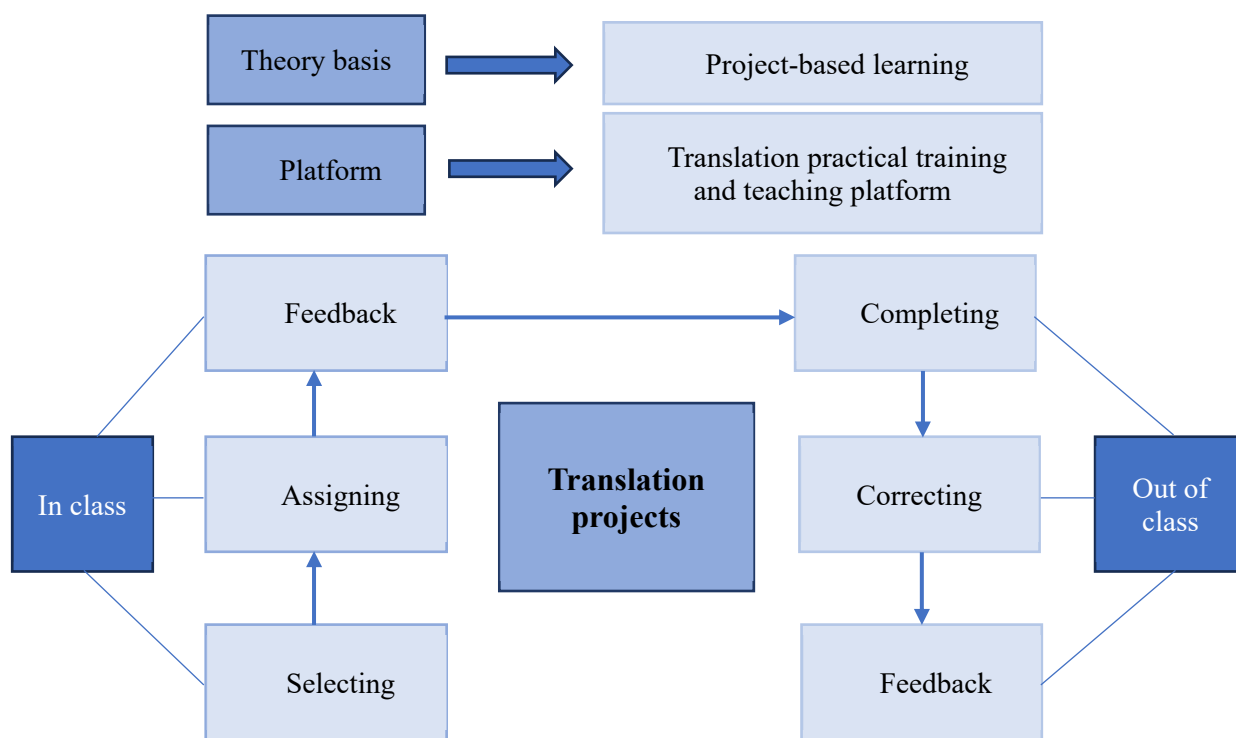 Theory basis
Project-based learning
Platform
Translation practical training
and teaching platform
Feedback
Completing
In class
Assigning
Translation
projects
Correcting
Out of
class
Selecting
Feedback